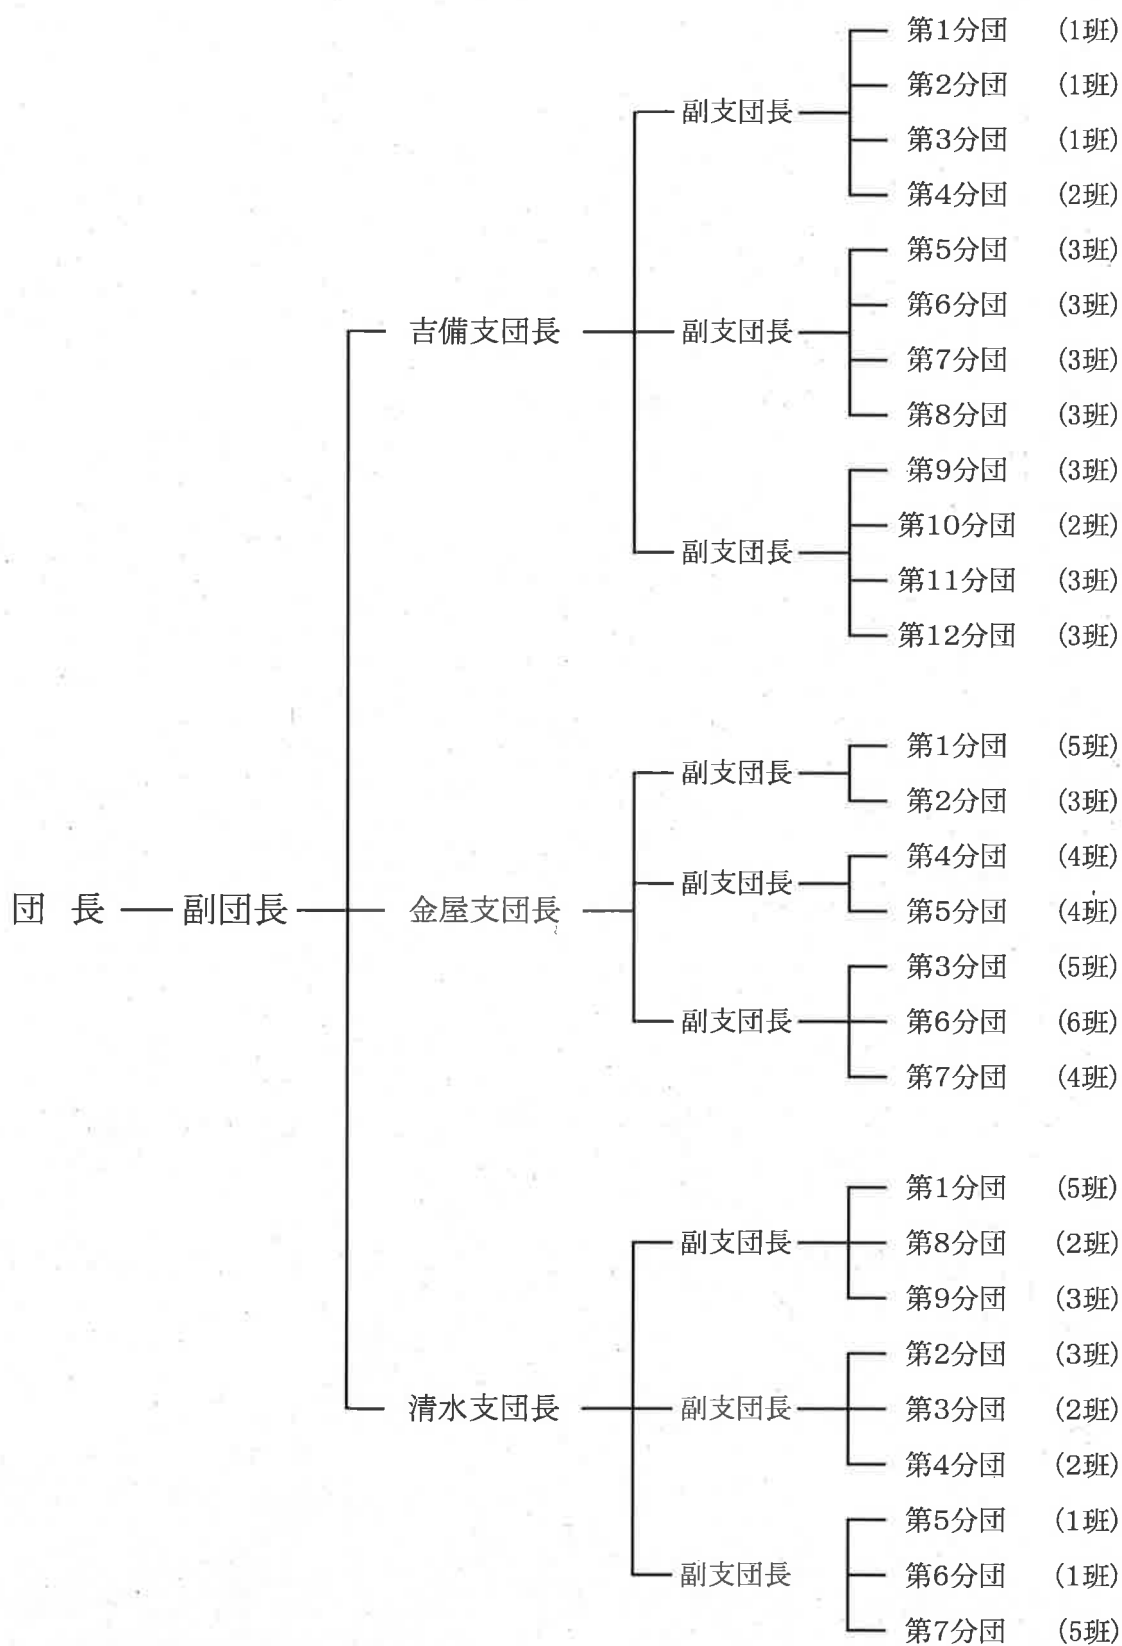 第1分団 (1班)
第2分団 (1班)
副支団長
第3分団 (1班)
第4分団 (2班)
第5分団 (3班)
第6分団 (3班)
吉備支団長 副支団長
第7分団 (3班)
第8分団 (3班)
第9分団 (3班)
第10分団 (2班)
副支団長
第11分団 (3班)
第12分団 (3班)
第1分団 (5班)
副支団長
第2分団 (3班)
第4分団 (4班)
副支団長
団 長 副団長 金屋支団長 第5分団 (4班)
第3分団 (5班)
副支団長 第6分団 (6班)
第7分団 (4班)
第1分団 (5班)
副支団長 第8分団 (2班)
第9分団 (3班)
第2分団 (3班)
清水支団長 副支団長 第3分団 (2班)
第4分団 (2班)
第5分団 (1班)
副支団長 第6分団 (1班)
第7分団 (5班)